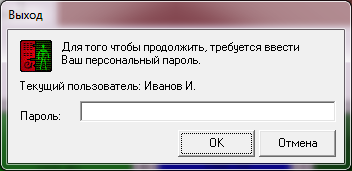 Выход
Для того чтобы продолжить, требуется ввести
Ваш персональный пароль.
Текущий пользователь: Иванов И.
Пароль:
OK
Отмена